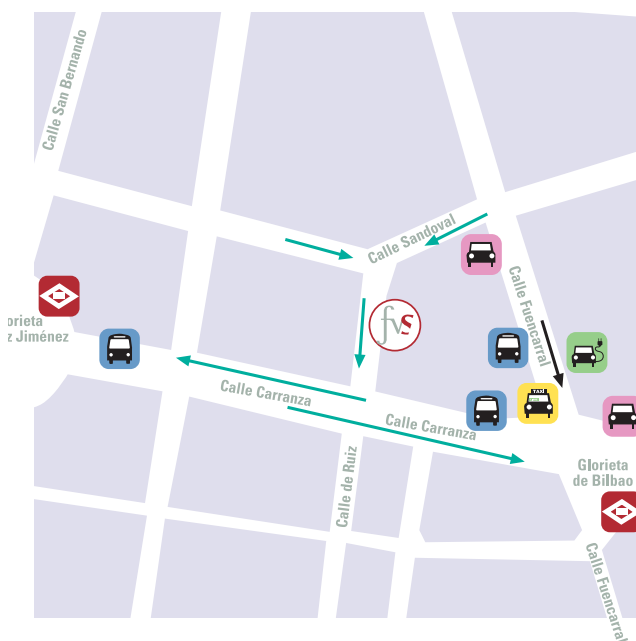 Calle San Bernando
Calle Sandoval
Calle Fuencarral
orieta
z Jiménez
fvs
TAXI
Calle Carranza
Calle Carranza
Calle de Ruiz
Glorieta
de Bilbao
Calle Fuencarral